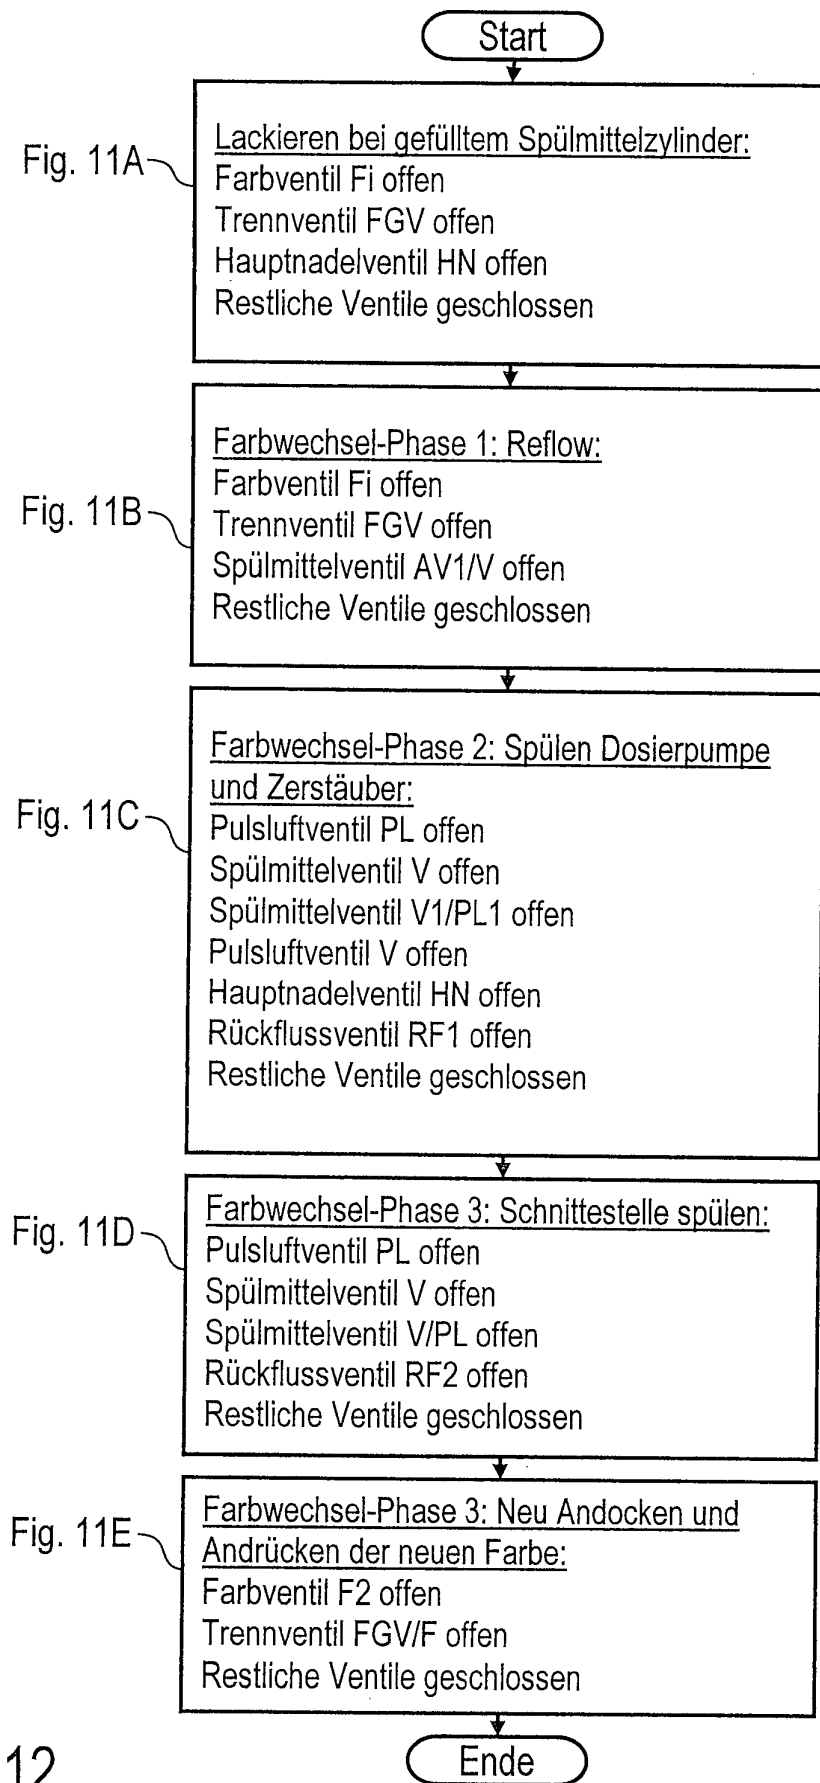 Start
Fig. 11A
Lackieren bei gefülltem Spülmittelzylinder:
Farbventil Fi offen
Trennventil FGV offen
Hauptnadelventil HN offen
Restliche Ventile geschlossen
Fig. 11B
Farbwechsel-Phase 1: Reflow:
Farbventil Fi offen
Trennventil FGV offen
Spülmittelventil AV1/V offen
Restliche Ventile geschlossen
Fig. 11C
Farbwechsel-Phase 2: Spülen Dosierpumpe
und Zerstäuber:
Pulsluftventil PL offen
Spülmittelventil V offen
Spülmittelventil V1/PL1 offen
Pulsluftventil V offen
Hauptnadelventil HN offen
Rückflussventil RF1 offen
Restliche Ventile geschlossen
Fig. 11D
Farbwechsel-Phase 3: Schnittestelle spülen:
Pulsluftventil PL offen
Spülmittelventil V offen
Spülmittelventil V/PL offen
Rückflussventil RF2 offen
Restliche Ventile geschlossen
Fig. 11E
Farbwechsel-Phase 3: Neu Andocken und
Andrücken der neuen Farbe:
Farbventil F2 offen
Trennventil FGV/F offen
Restliche Ventile geschlossen
Ende
12